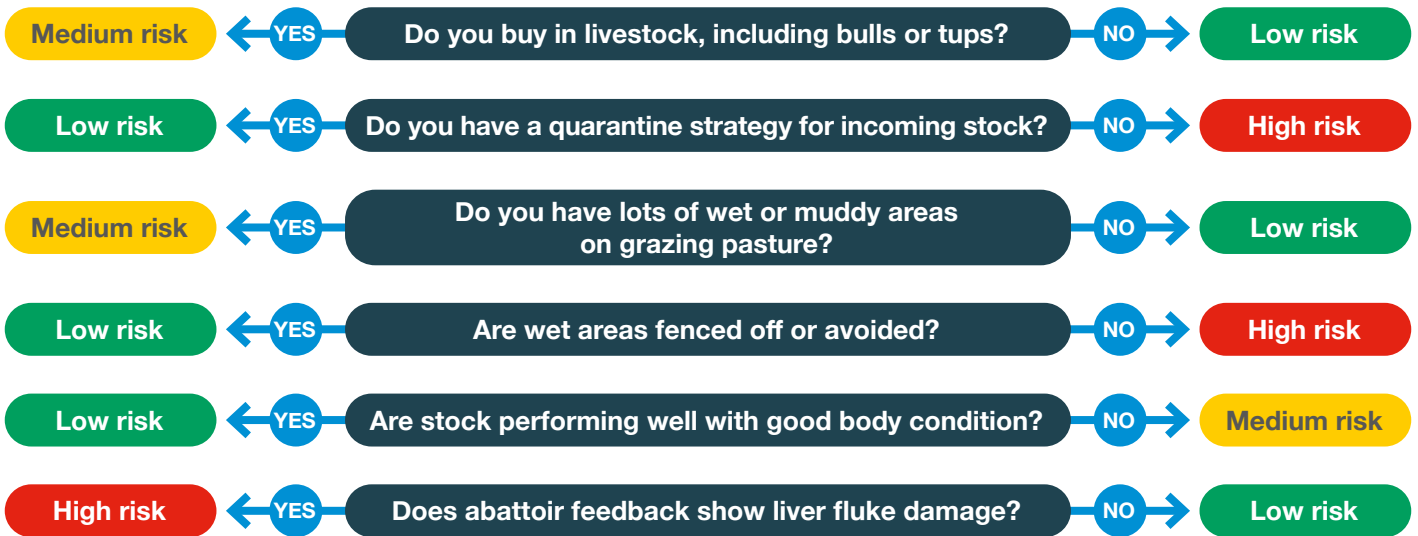 Medium risk YES Do you buy in livestock, including bulls or tups? NO Low risk
Low risk YES Do you have a quarantine strategy for incoming stock? NO High risk
Medium risk YES Do you have lots of wet or muddy areas
on grazing pasture? NO Low risk
Low risk YES Are wet areas fenced off or avoided? NO High risk
Low risk YES Are stock performing well with good body condition? NO Medium risk
High risk YES Does abattoir feedback show liver fluke damage? NO Low risk